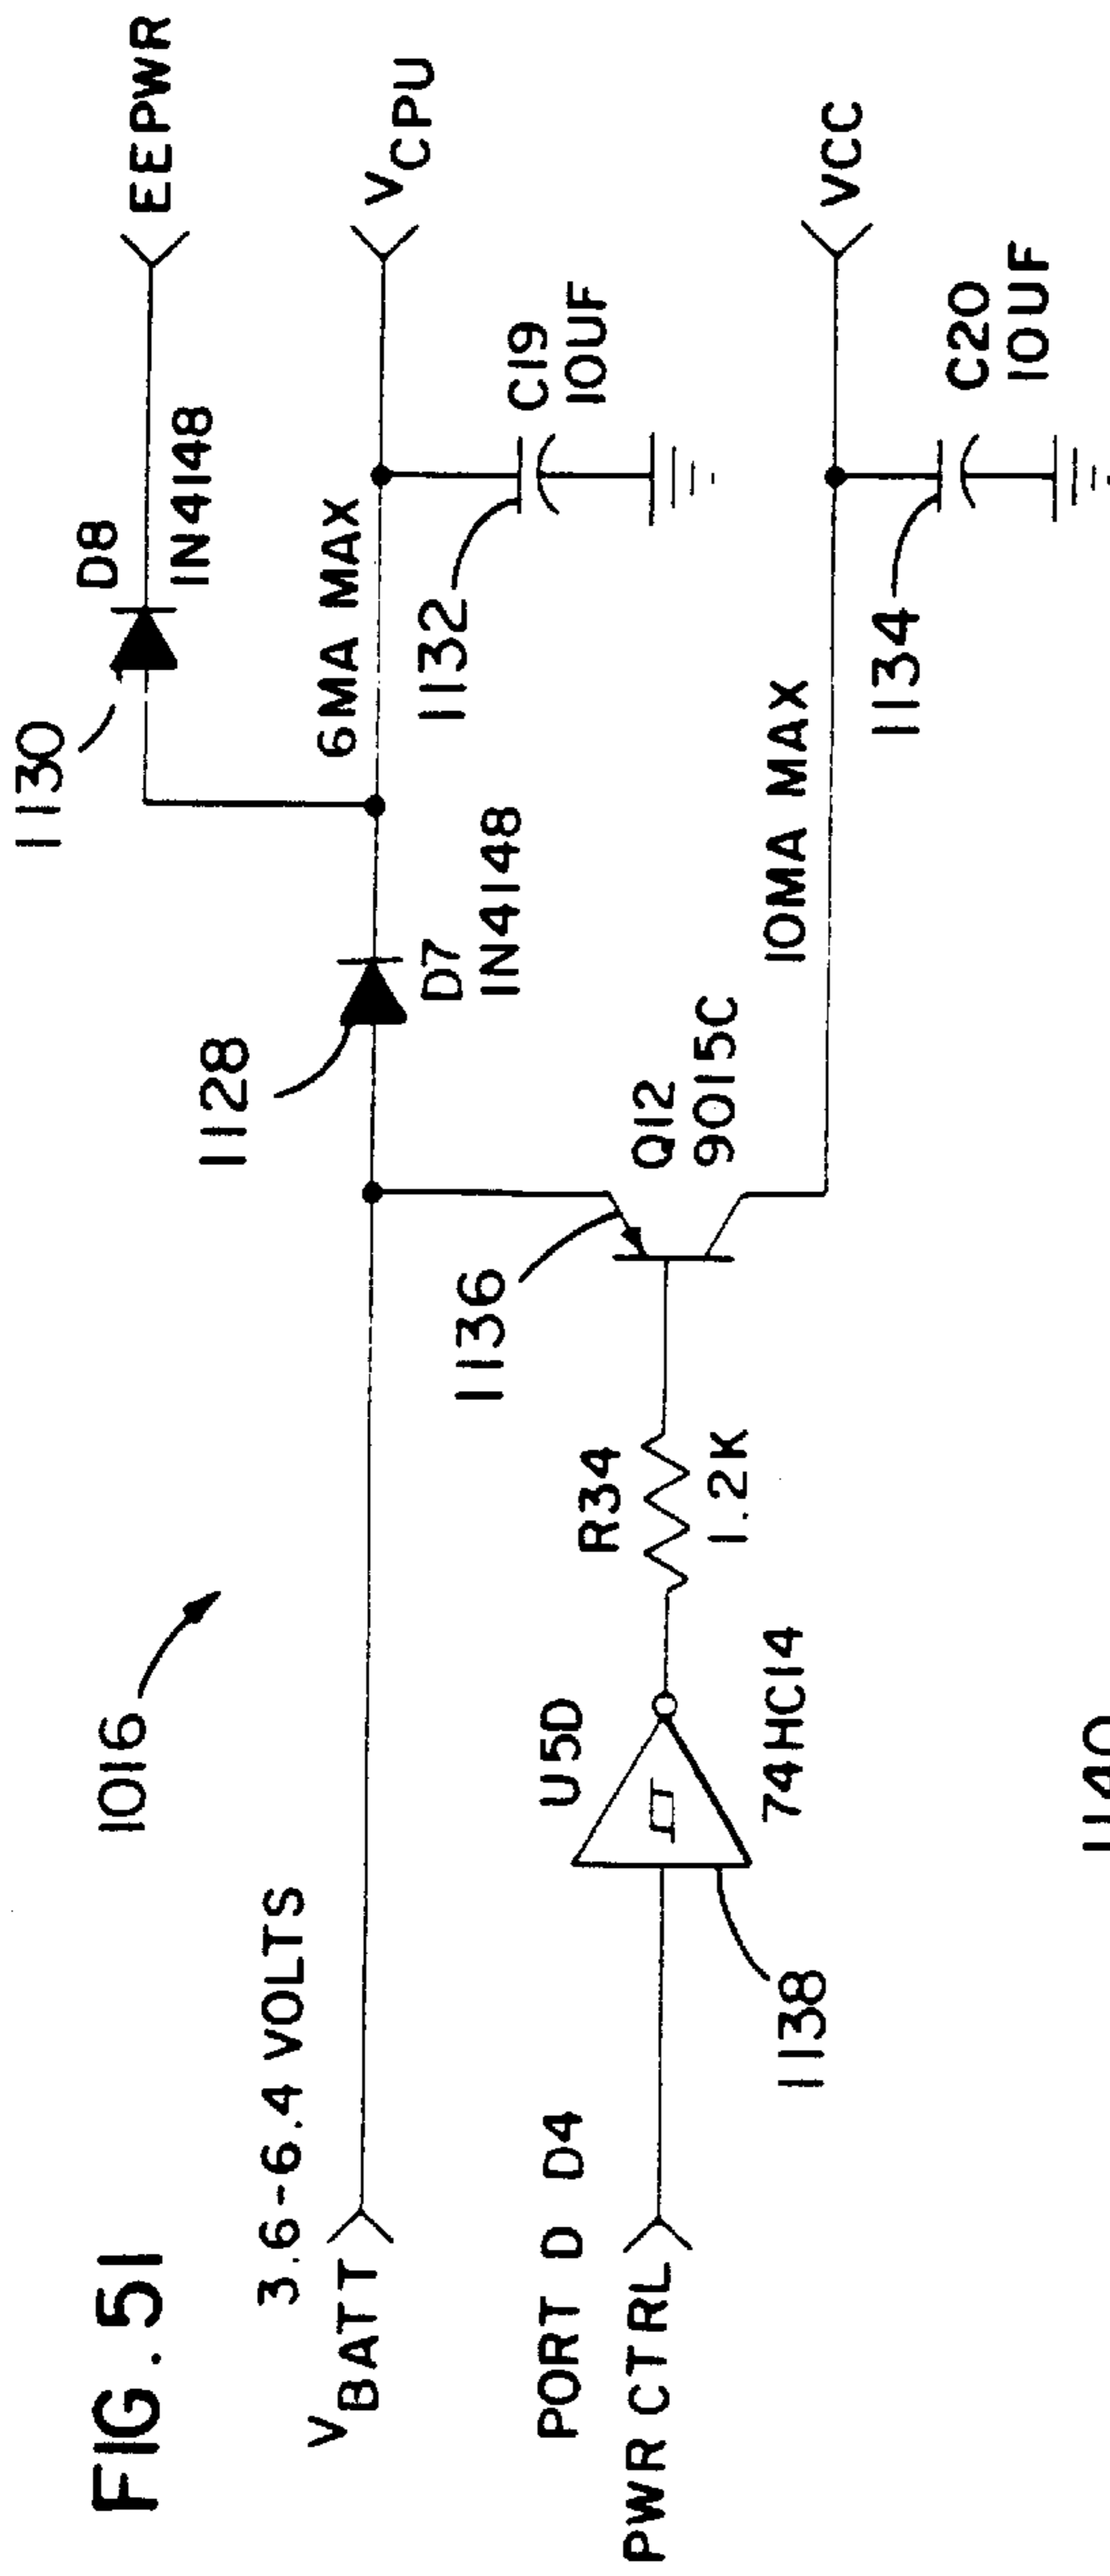 FIG. 51
1016
3.6-6.4 VOLTS
VBATT
PORT D D4
PWR CTRL
1138
U5D
74HC14
R34
1.2K
1136
Q12
9015C
1128
D7
1N4148
1130
D8
1N4148
EEPWR
6MA MAX
VCPU
1132
C19
10UF
10MA MAX
VCC
1134
C20
10UF